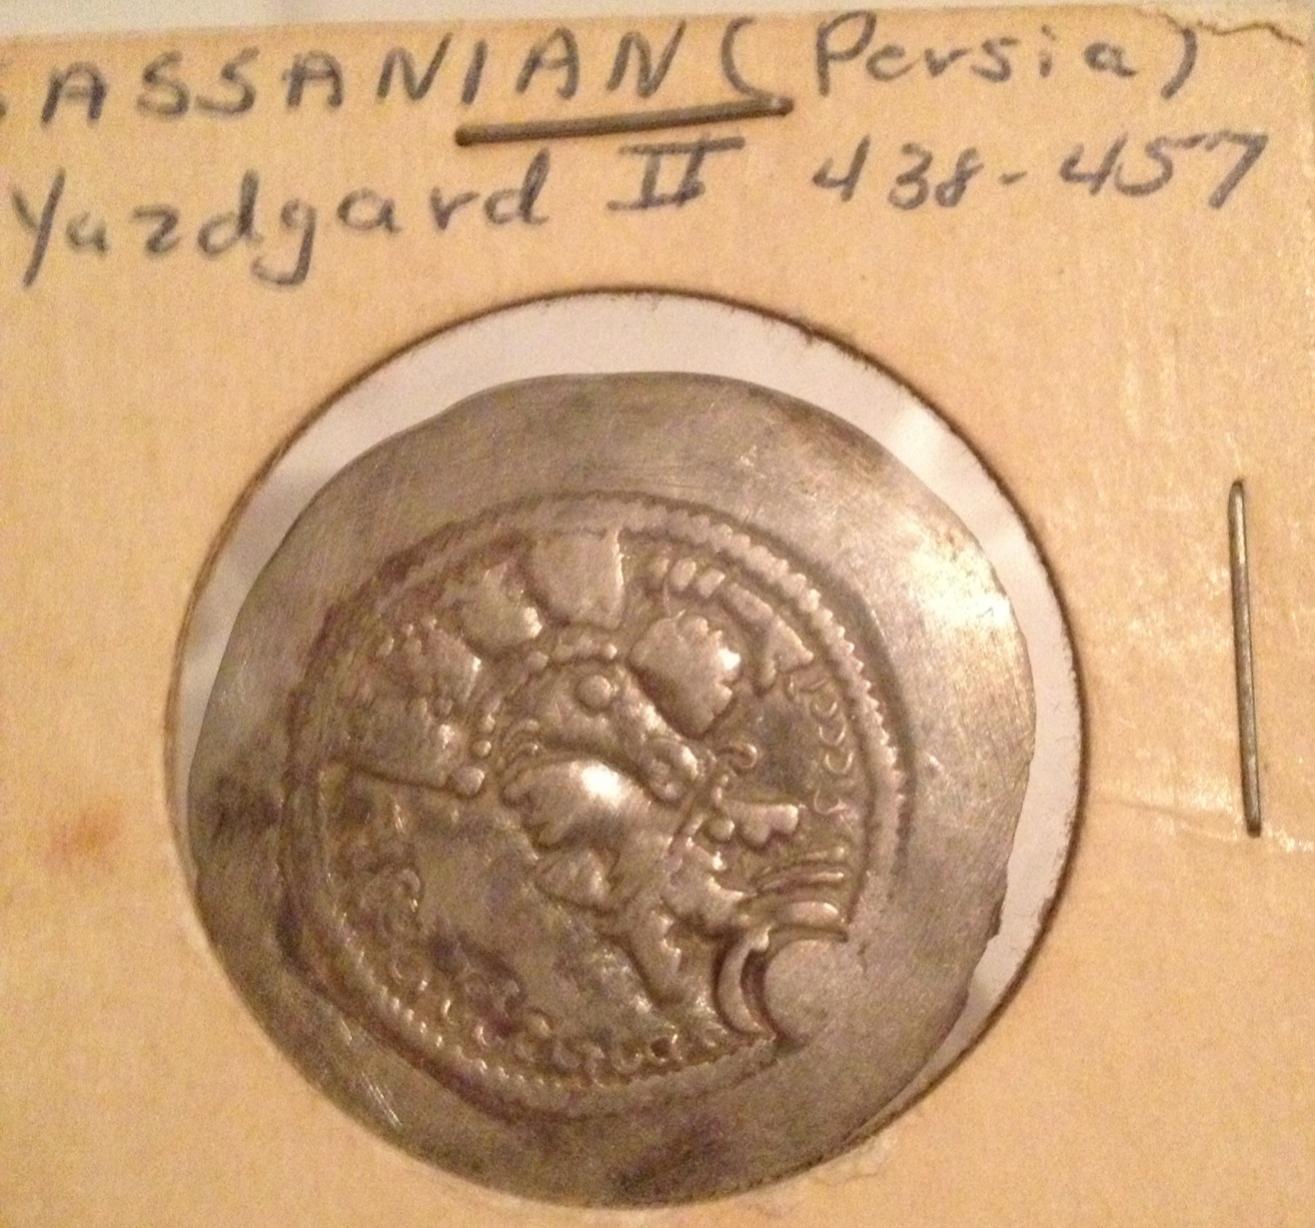 SASSANIAN (Persia)
Yazdgard II 438-457